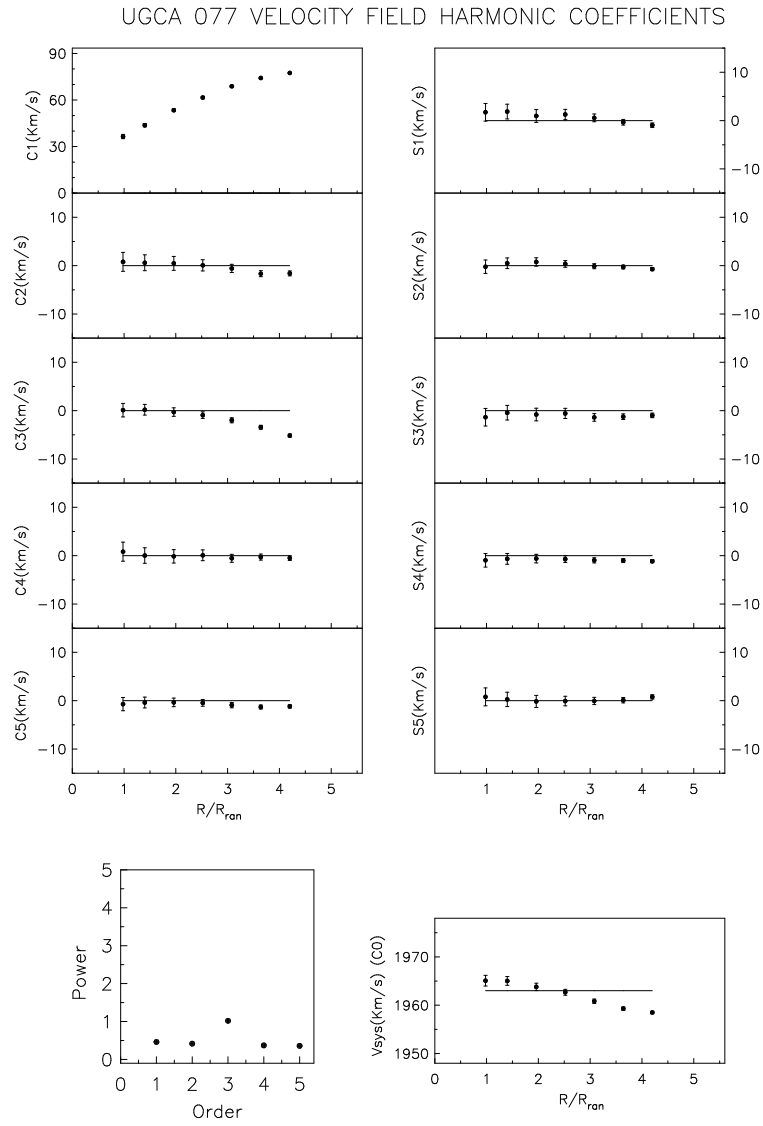 UGCA 077 VELOCITY FIELD HARMONIC COEFFICIENTS
90
60
30
0
C1(Km/s)
10
0
−10
S1(Km/s)
10
0
−10
C2(Km/s)
10
0
−10
S2(Km/s)
10
0
−10
C3(Km/s)
10
0
−10
S3(Km/s)
10
0
−10
C4(Km/s)
10
0
−10
S4(Km/s)
10
0
−10
C5(Km/s)
10
0
−10
S5(Km/s)
0 1 2 3 4 5
R/Rran
0 1 2 3 4 5
R/Rran
5
4
3
2
1
0
Power
0 1 2 3 4 5
Order
1970
1960
1950
Vsys(Km/s) (C0)
0 1 2 3 4 5
R/Rran